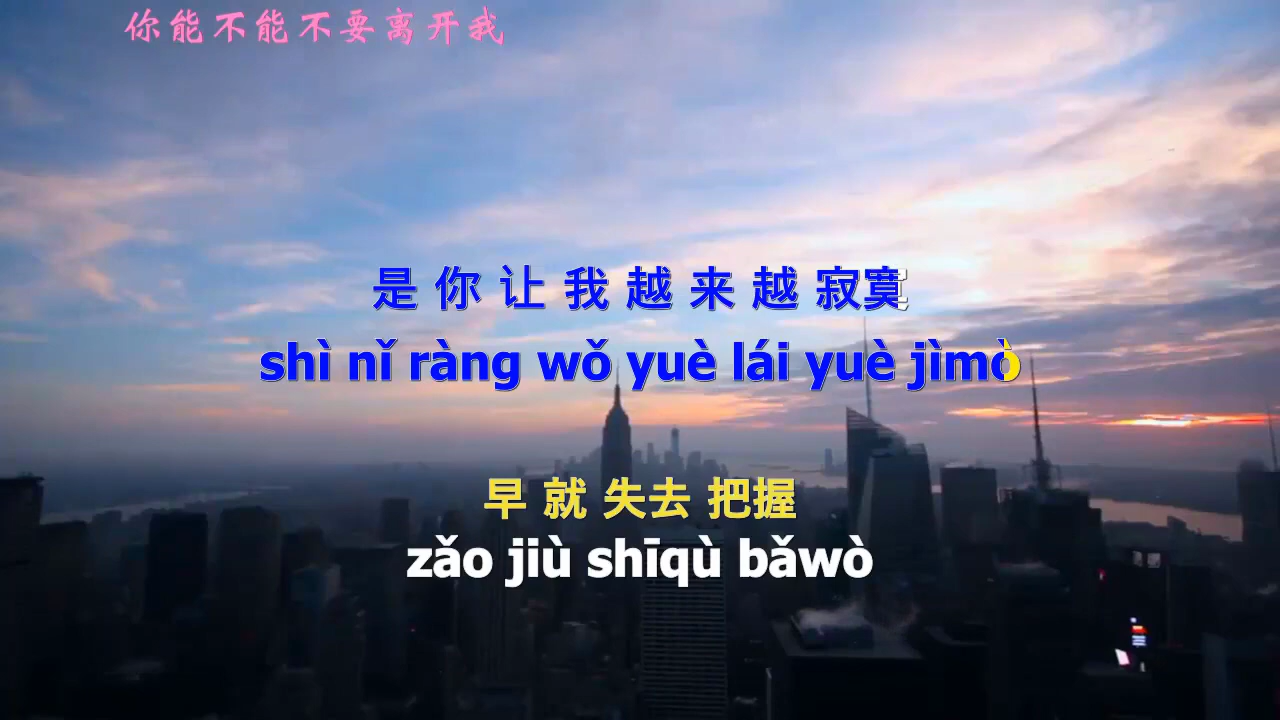 你能不能不要离开我
是 你 让 我 越 来 越 寂寞
shì nǐ ràng wǒ yuè lái yuè jìmò
早 就 失去 把握
zǎo jiù shīqù bǎwò